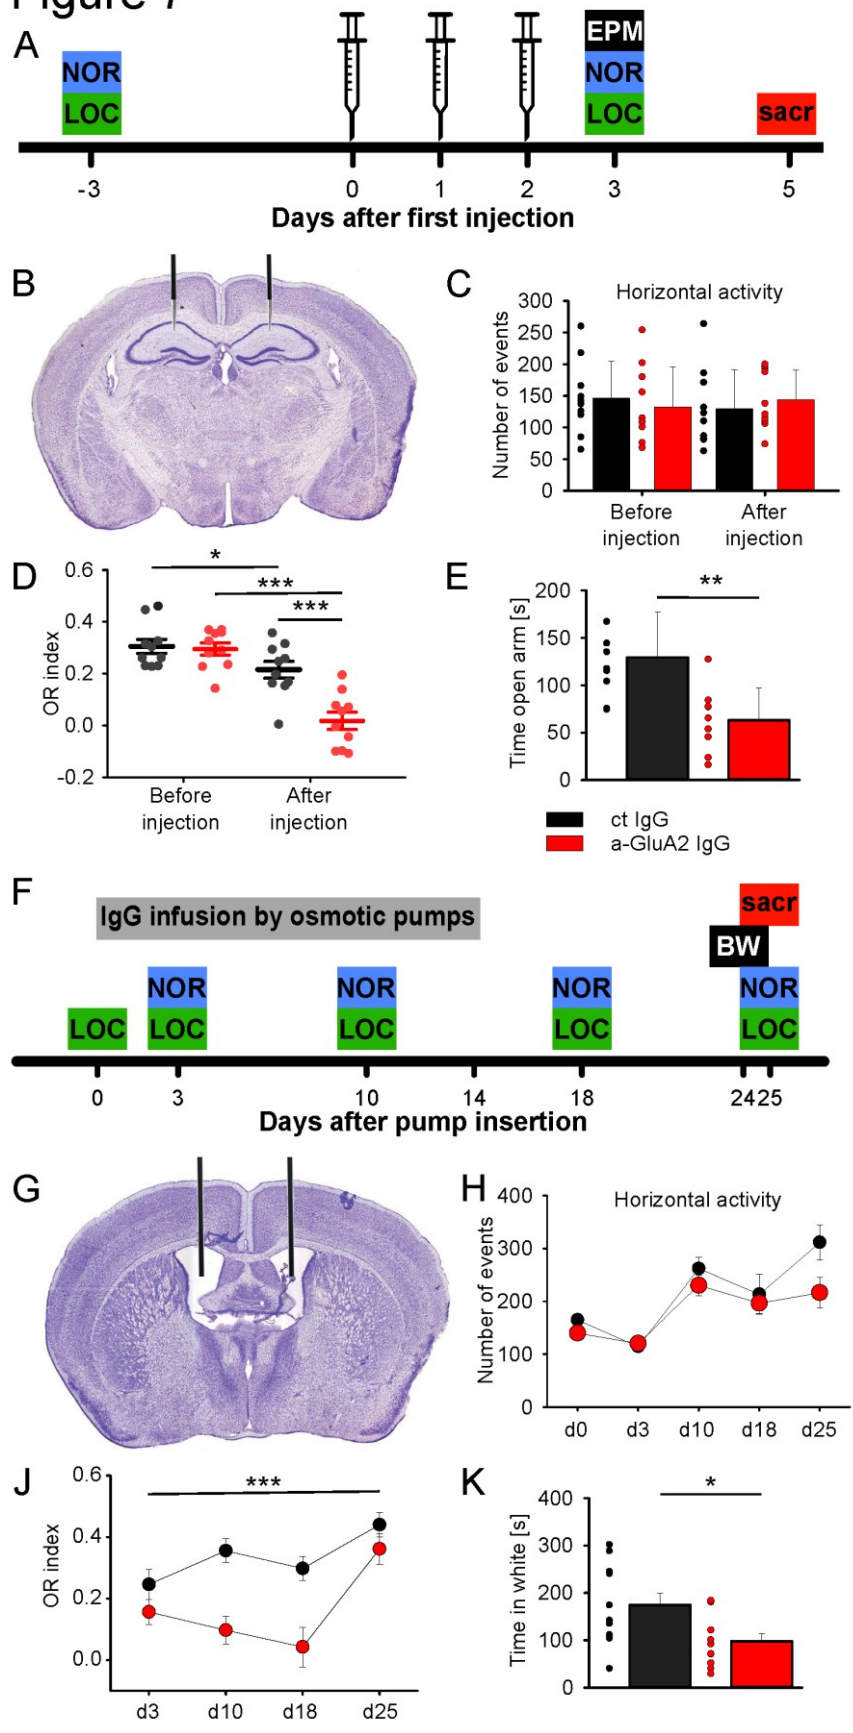 Figure 7
A
EPM
NOR
NOR
LOC
LOC
sacr
-3
0
1
2
3
5
Days after first injection
B
C
Horizontal activity
Number of events
300
250
200
150
100
50
0
Before injection
After injection
D
OR index
0.6
0.4
0.2
0.0
-0.2
*
***
***
Before injection
After injection
E
Time open arm [s]
200
150
100
50
0
**
ct IgG
a-GluA2 IgG
F
IgG infusion by osmotic pumps
sacr
BW
NOR
NOR
NOR
NOR
LOC
LOC
LOC
LOC
LOC
0
3
10
14
18
24
25
Days after pump insertion
G
H
Horizontal activity
Number of events
400
300
200
100
0
d0
d3
d10
d18
d25
J
OR index
0.6
0.4
0.2
0.0
***
d3
d10
d18
d25
K
Time in white [s]
400
300
200
100
0
*